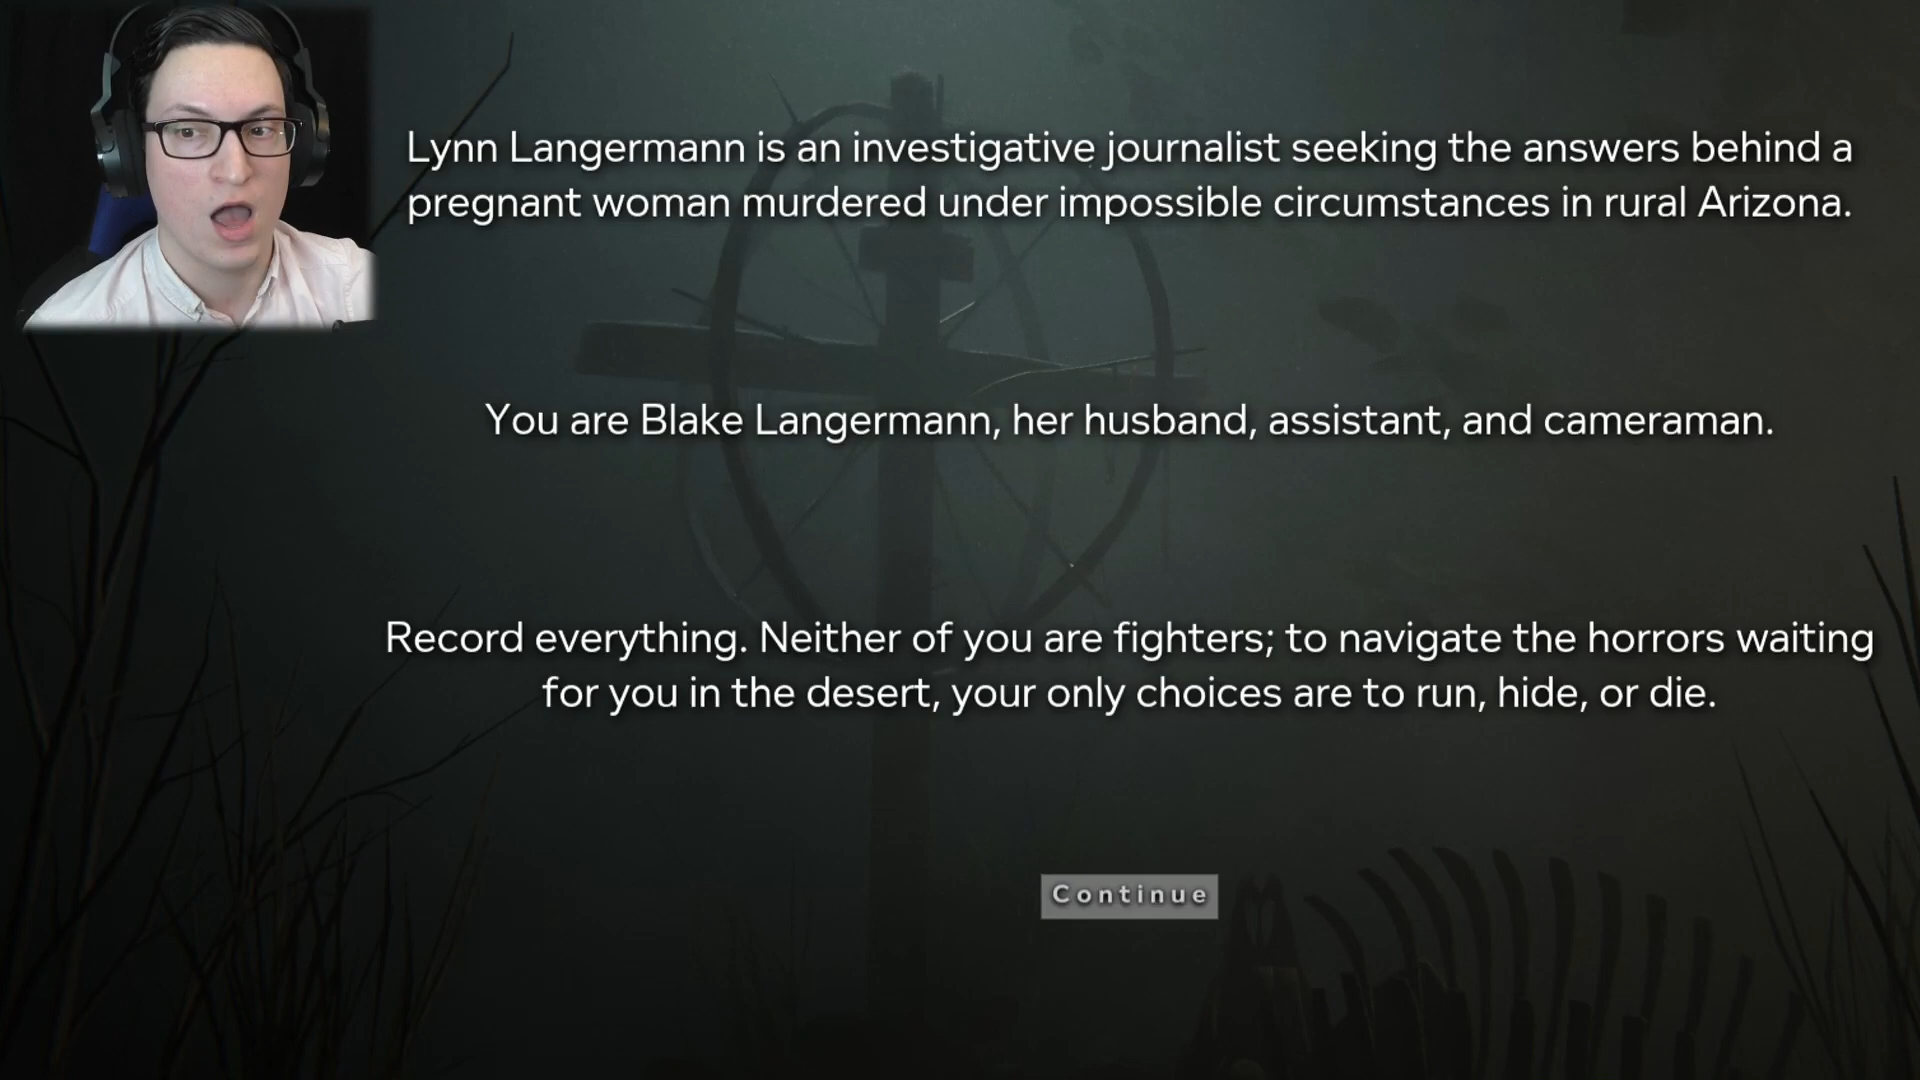 Lynn Langermann is an investigative journalist seeking the answers behind a
pregnant woman murdered under impossible circumstances in rural Arizona.
You are Blake Langermann, her husband, assistant, and cameraman.
Record everything. Neither of you are fighters; to navigate the horrors waiting
for you in the desert, your only choices are to run, hide, or die.
Continue